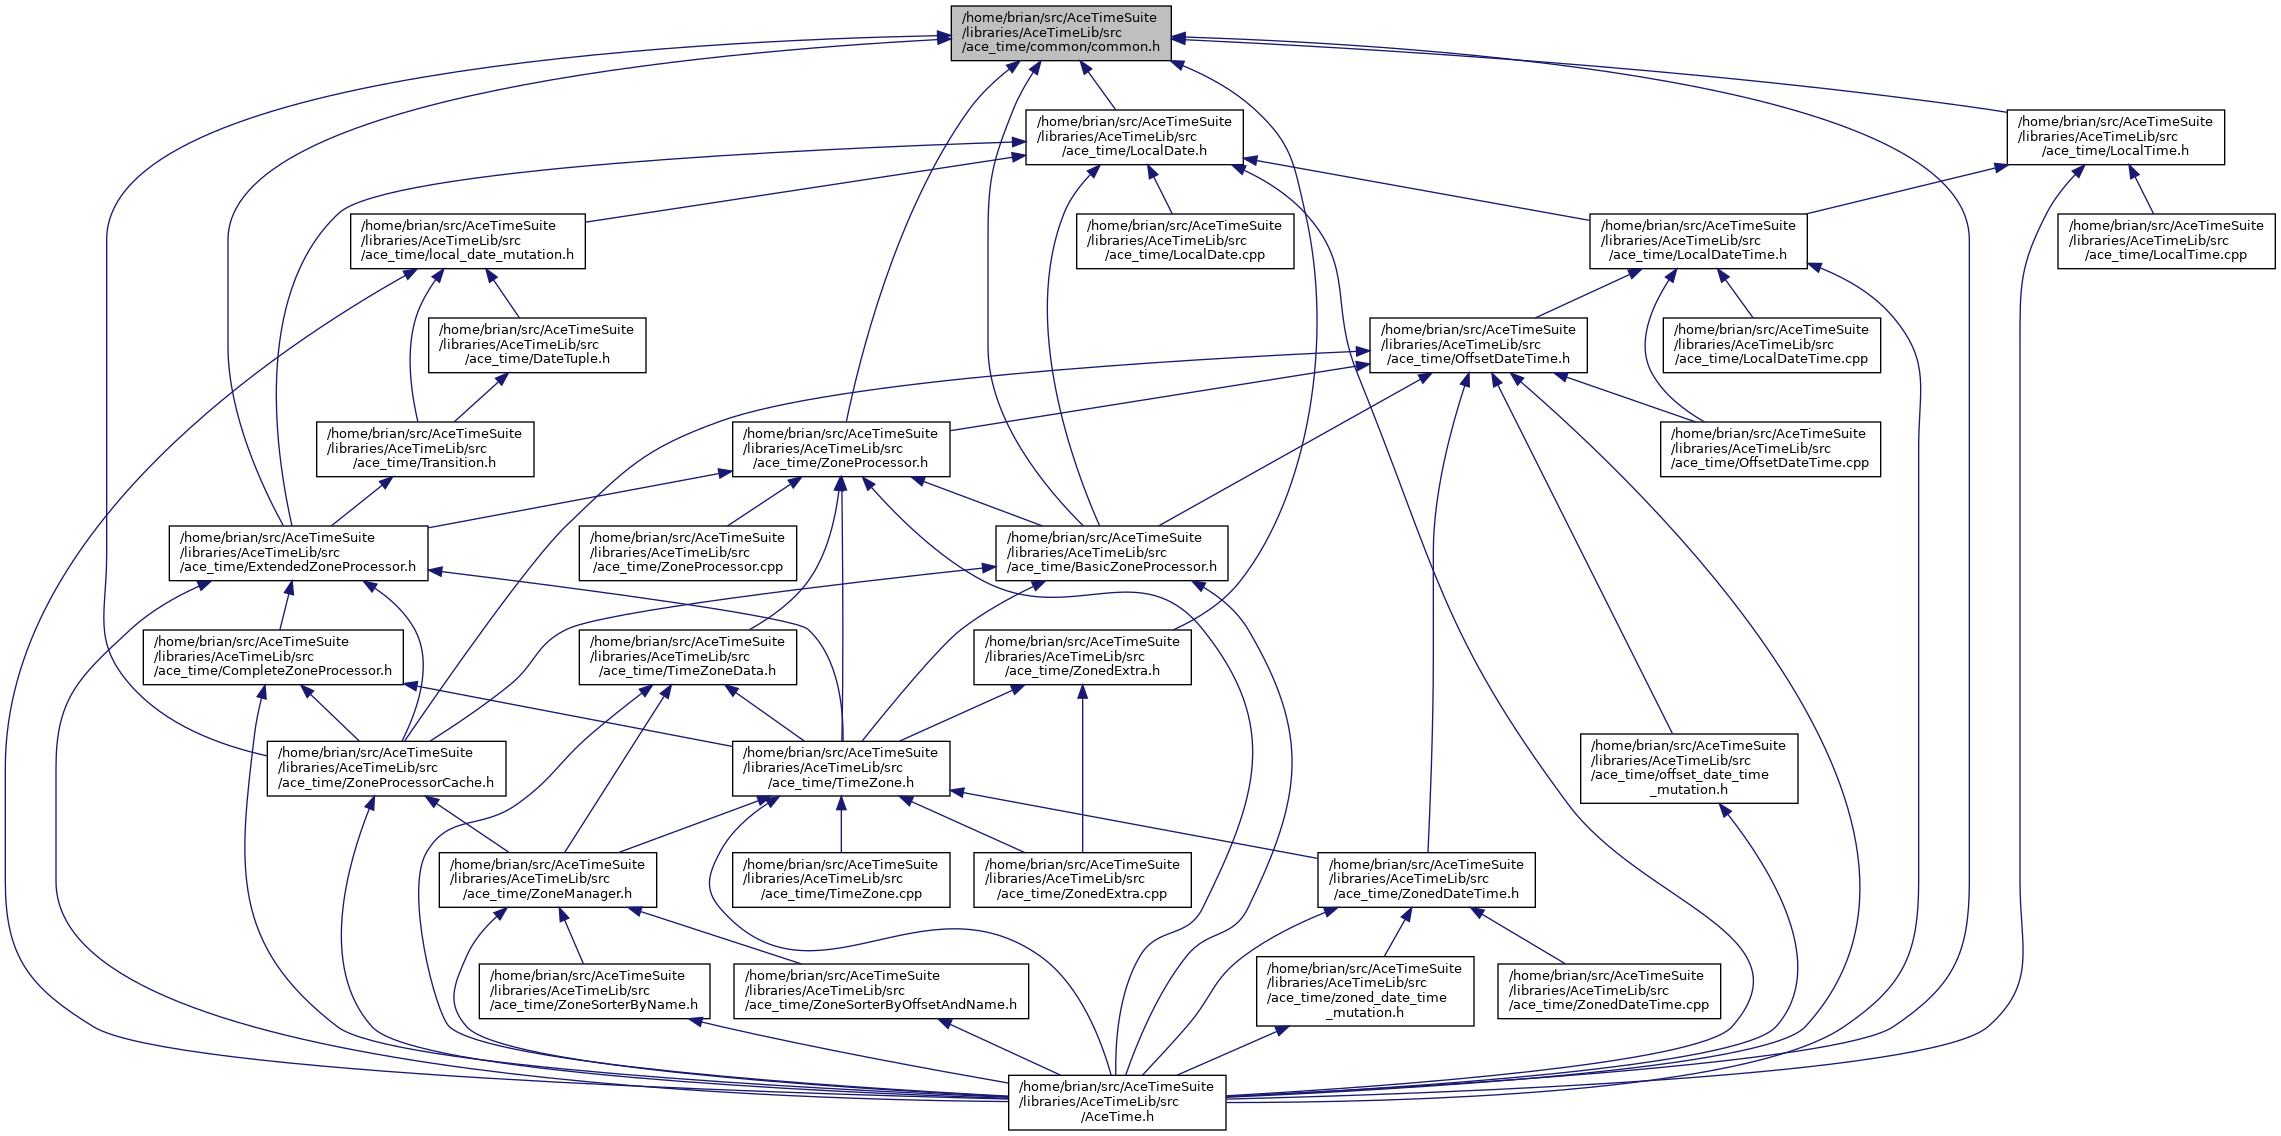 /home/brian/src/AceTimeSuite
/libraries/AceTimeLib/src
/ace_time/common/common.h
/home/brian/src/AceTimeSuite
/libraries/AceTimeLib/src
/ace_time/LocalDate.h
/home/brian/src/AceTimeSuite
/libraries/AceTimeLib/src
/ace_time/LocalTime.h
/home/brian/src/AceTimeSuite
/libraries/AceTimeLib/src
/ace_time/local_date_mutation.h
/home/brian/src/AceTimeSuite
/libraries/AceTimeLib/src
/ace_time/LocalDate.cpp
/home/brian/src/AceTimeSuite
/libraries/AceTimeLib/src
/ace_time/LocalDateTime.h
/home/brian/src/AceTimeSuite
/libraries/AceTimeLib/src
/ace_time/LocalTime.cpp
/home/brian/src/AceTimeSuite
/libraries/AceTimeLib/src
/ace_time/DateTuple.h
/home/brian/src/AceTimeSuite
/libraries/AceTimeLib/src
/ace_time/OffsetDateTime.h
/home/brian/src/AceTimeSuite
/libraries/AceTimeLib/src
/ace_time/LocalDateTime.cpp
/home/brian/src/AceTimeSuite
/libraries/AceTimeLib/src
/ace_time/Transition.h
/home/brian/src/AceTimeSuite
/libraries/AceTimeLib/src
/ace_time/ZoneProcessor.h
/home/brian/src/AceTimeSuite
/libraries/AceTimeLib/src
/ace_time/OffsetDateTime.cpp
/home/brian/src/AceTimeSuite
/libraries/AceTimeLib/src
/ace_time/ExtendedZoneProcessor.h
/home/brian/src/AceTimeSuite
/libraries/AceTimeLib/src
/ace_time/ZoneProcessor.cpp
/home/brian/src/AceTimeSuite
/libraries/AceTimeLib/src
/ace_time/BasicZoneProcessor.h
/home/brian/src/AceTimeSuite
/libraries/AceTimeLib/src
/ace_time/CompleteZoneProcessor.h
/home/brian/src/AceTimeSuite
/libraries/AceTimeLib/src
/ace_time/TimeZoneData.h
/home/brian/src/AceTimeSuite
/libraries/AceTimeLib/src
/ace_time/ZonedExtra.h
/home/brian/src/AceTimeSuite
/libraries/AceTimeLib/src
/ace_time/ZoneProcessorCache.h
/home/brian/src/AceTimeSuite
/libraries/AceTimeLib/src
/ace_time/TimeZone.h
/home/brian/src/AceTimeSuite
/libraries/AceTimeLib/src
/ace_time/offset_date_time
_mutation.h
/home/brian/src/AceTimeSuite
/libraries/AceTimeLib/src
/ace_time/ZoneManager.h
/home/brian/src/AceTimeSuite
/libraries/AceTimeLib/src
/ace_time/TimeZone.cpp
/home/brian/src/AceTimeSuite
/libraries/AceTimeLib/src
/ace_time/ZonedExtra.cpp
/home/brian/src/AceTimeSuite
/libraries/AceTimeLib/src
/ace_time/ZonedDateTime.h
/home/brian/src/AceTimeSuite
/libraries/AceTimeLib/src
/ace_time/ZoneSorterByName.h
/home/brian/src/AceTimeSuite
/libraries/AceTimeLib/src
/ace_time/ZoneSorterByOffsetAndName.h
/home/brian/src/AceTimeSuite
/libraries/AceTimeLib/src
/ace_time/zoned_date_time
_mutation.h
/home/brian/src/AceTimeSuite
/libraries/AceTimeLib/src
/ace_time/ZonedDateTime.cpp
/home/brian/src/AceTimeSuite
/libraries/AceTimeLib/src
/AceTime.h